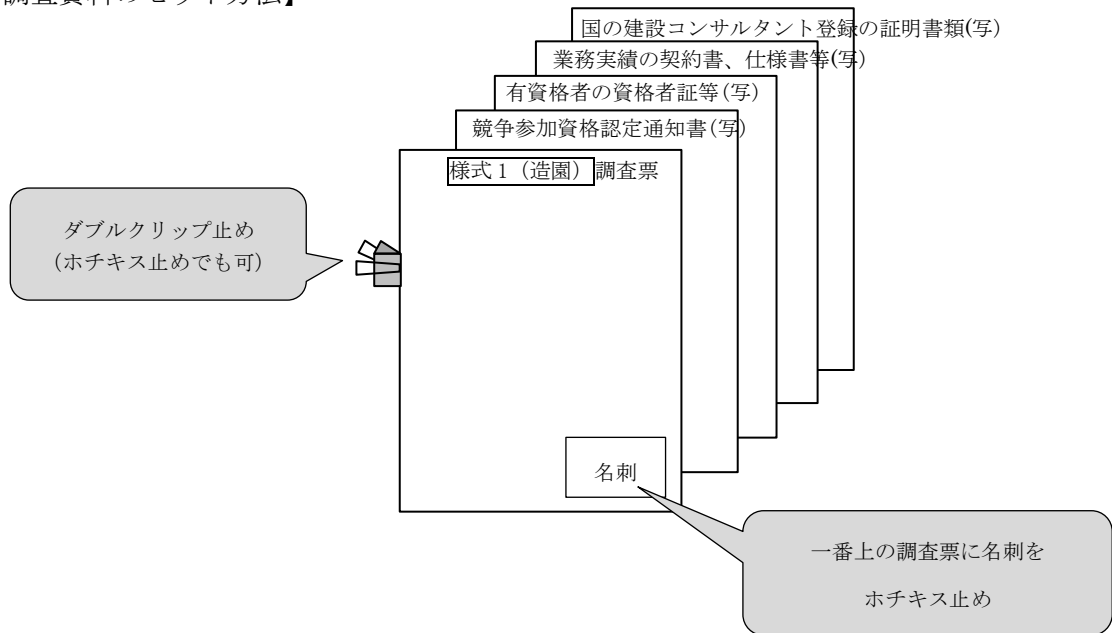 調査資料のセット方法】
国の建設コンサルタント登録の証明書類(写)
業務実績の契約書、仕様書等(写)
有資格者の資格者証等(写)
競争参加資格認定通知書(写)
様式1（造園）調査票
ダブルクリップ止め
(ホチキス止めでも可)
名刺
一番上の調査票に名刺を
ホチキス止め